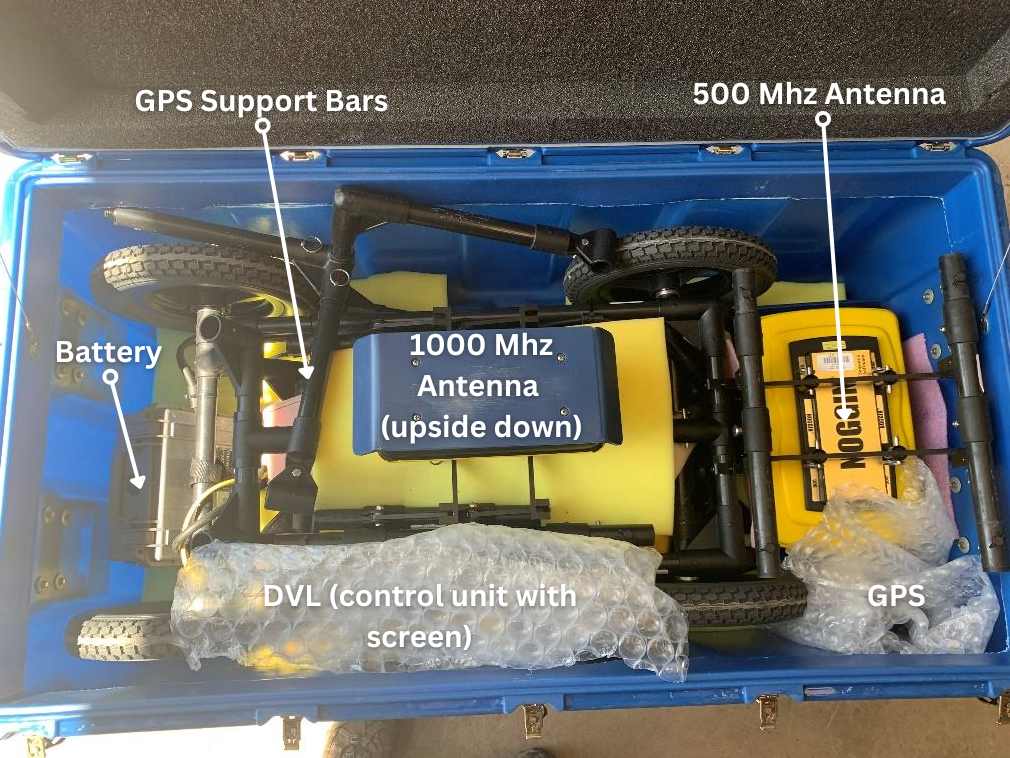 GPS Support Bars
500 Mhz Antenna
Battery
1000 Mhz
Antenna
(upside down)
NOGGIN
DVL (control unit with
screen)
GPS